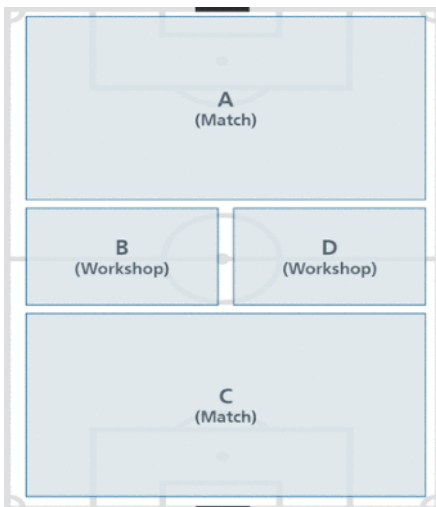 A
(Match)
B
(Workshop)
D
(Workshop)
C
(Match)